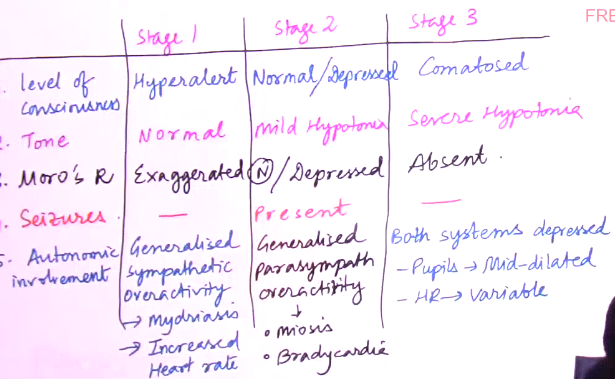 FRE
Stage 1 Stage 2 Stage 3
level of consciousness Hyperalert Normal/Depressed Comatosed
2. Tone Normal Mild Hypotonia Severe Hypotonia
3. Moro's R Exaggerated (N)/Depressed Absent.
Seizures. — Present —
5. Autonomic involvement
Generalised
sympathetic
overactivity
↳ Mydriasis
→ Increased
Heart rate
Generalised
parasympath
overactivity
↓
• Miosis
• Bradycardia
Both systems depressed
- Pupils → Mid-dilated
- HR → Variable